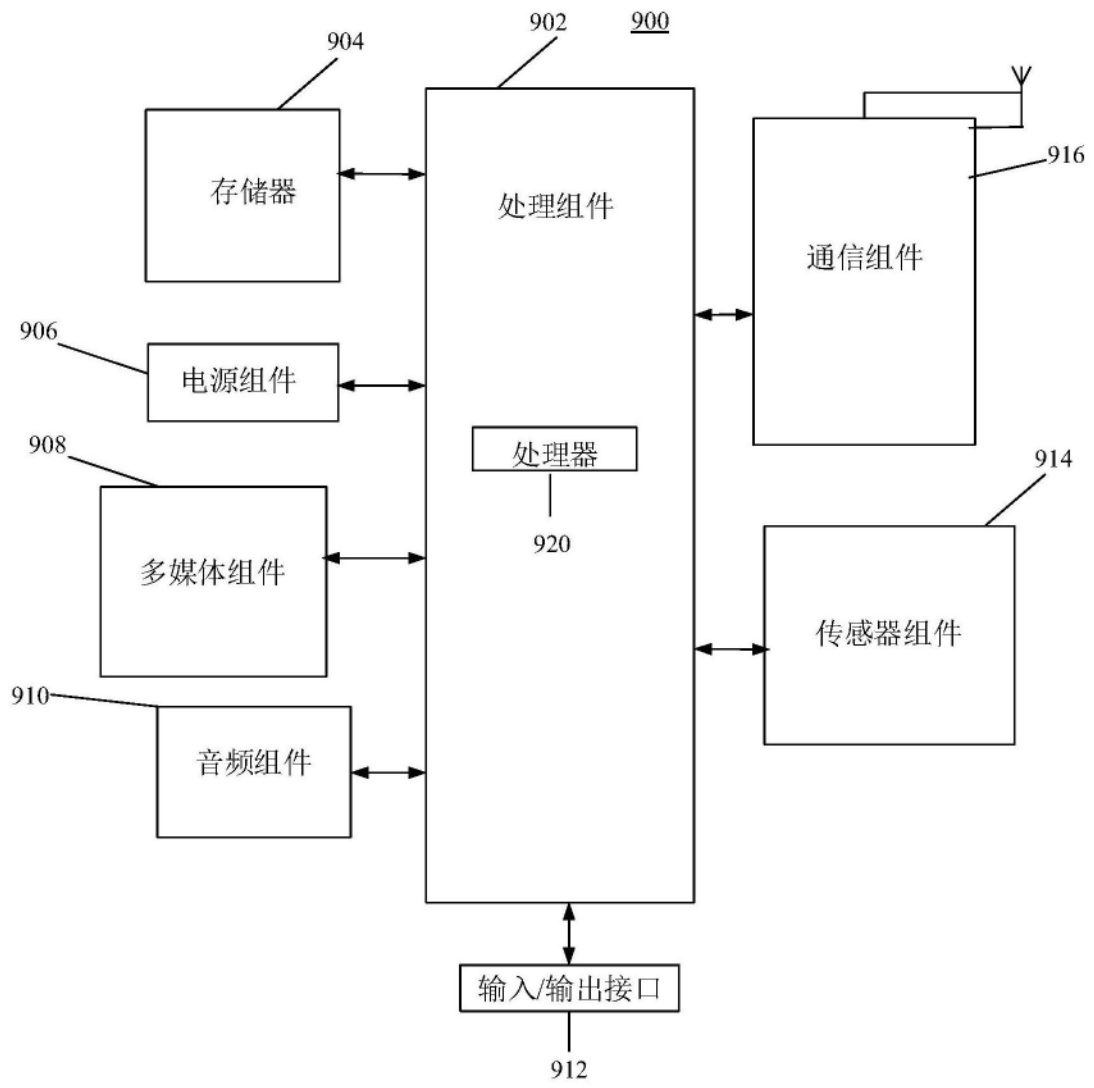 900
902
904
存储器
处理组件
916
通信组件
906
电源组件
908
处理器
920
914
多媒体组件
传感器组件
910
音频组件
输入/输出接口
912